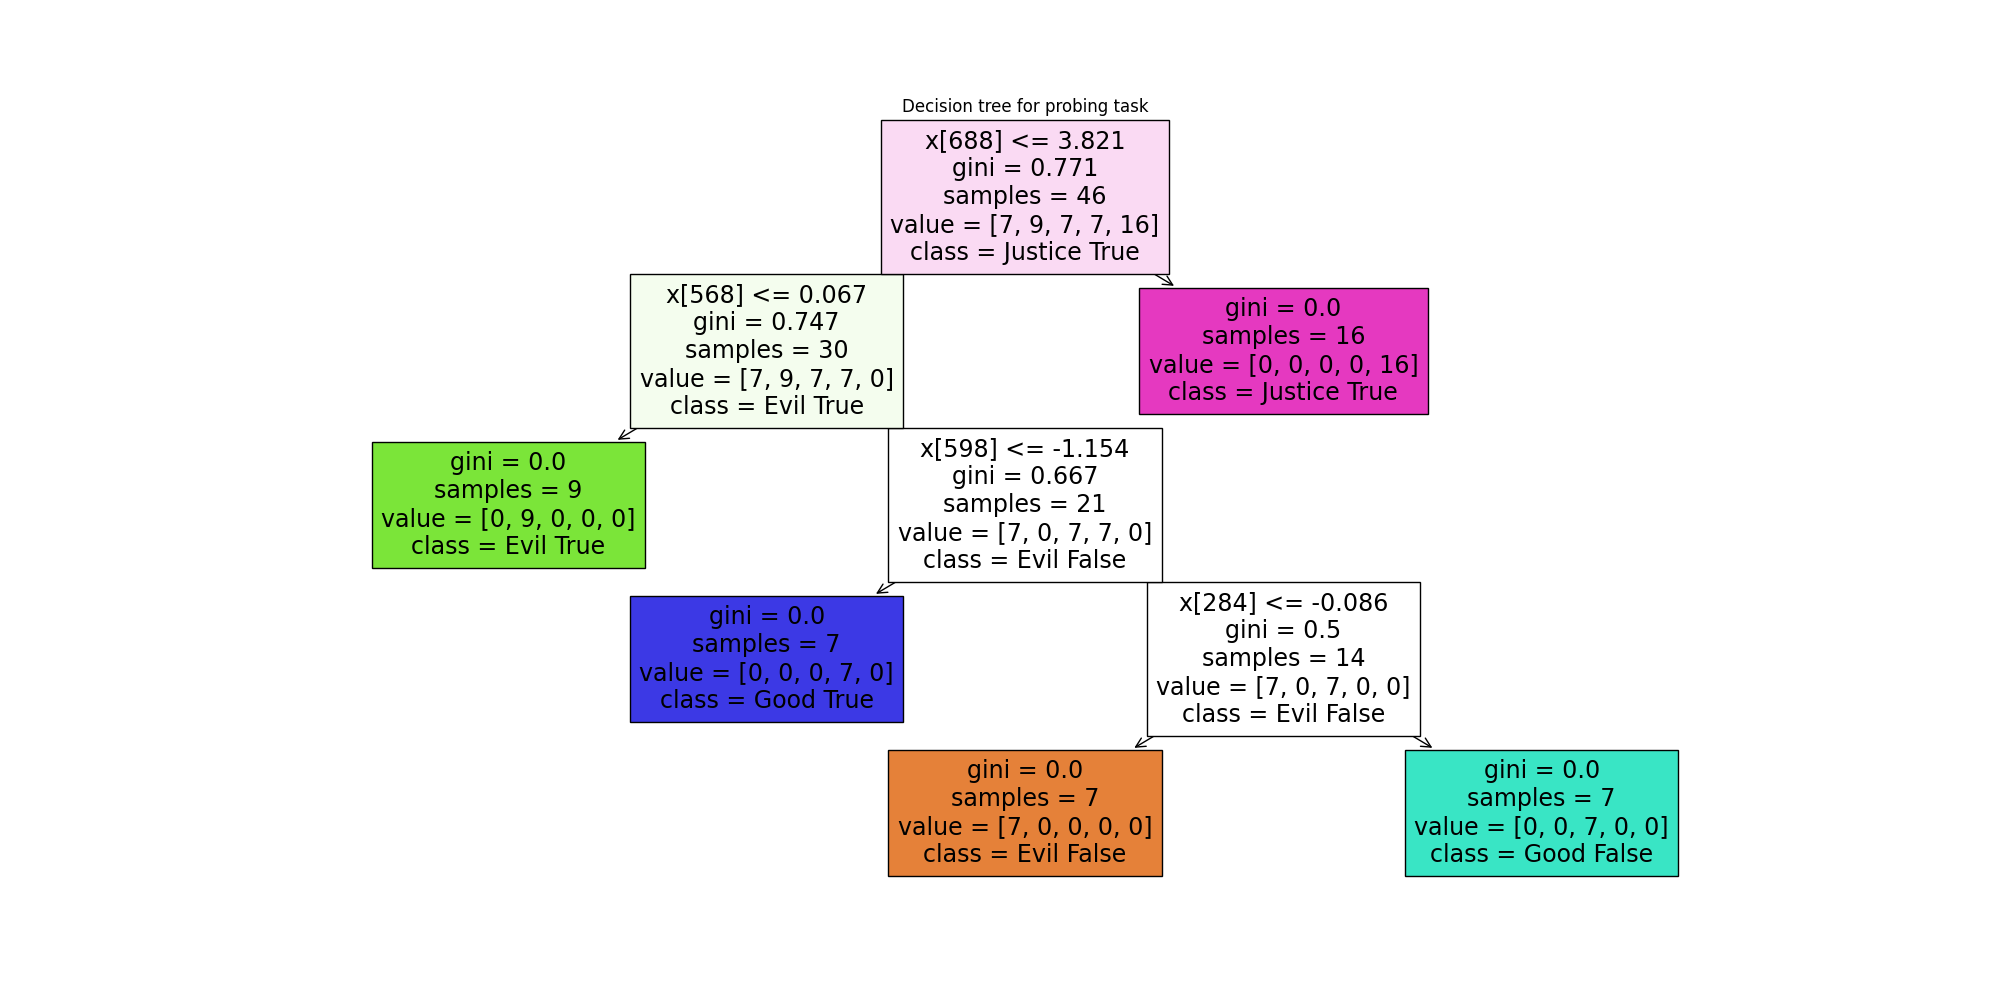 Decision tree for probing task
x[688] <= 3.821
gini = 0.771
samples = 46
value = [7, 9, 7, 7, 16]
class = Justice True
x[568] <= 0.067
gini = 0.747
samples = 30
value = [7, 9, 7, 7, 0]
class = Evil True
gini = 0.0
samples = 16
value = [0, 0, 0, 0, 16]
class = Justice True
gini = 0.0
samples = 9
value = [0, 9, 0, 0, 0]
class = Evil True
x[598] <= -1.154
gini = 0.667
samples = 21
value = [7, 0, 7, 7, 0]
class = Evil False
gini = 0.0
samples = 7
value = [0, 0, 0, 7, 0]
class = Good True
x[284] <= -0.086
gini = 0.5
samples = 14
value = [7, 0, 7, 0, 0]
class = Evil False
gini = 0.0
samples = 7
value = [7, 0, 0, 0, 0]
class = Evil False
gini = 0.0
samples = 7
value = [0, 0, 7, 0, 0]
class = Good False